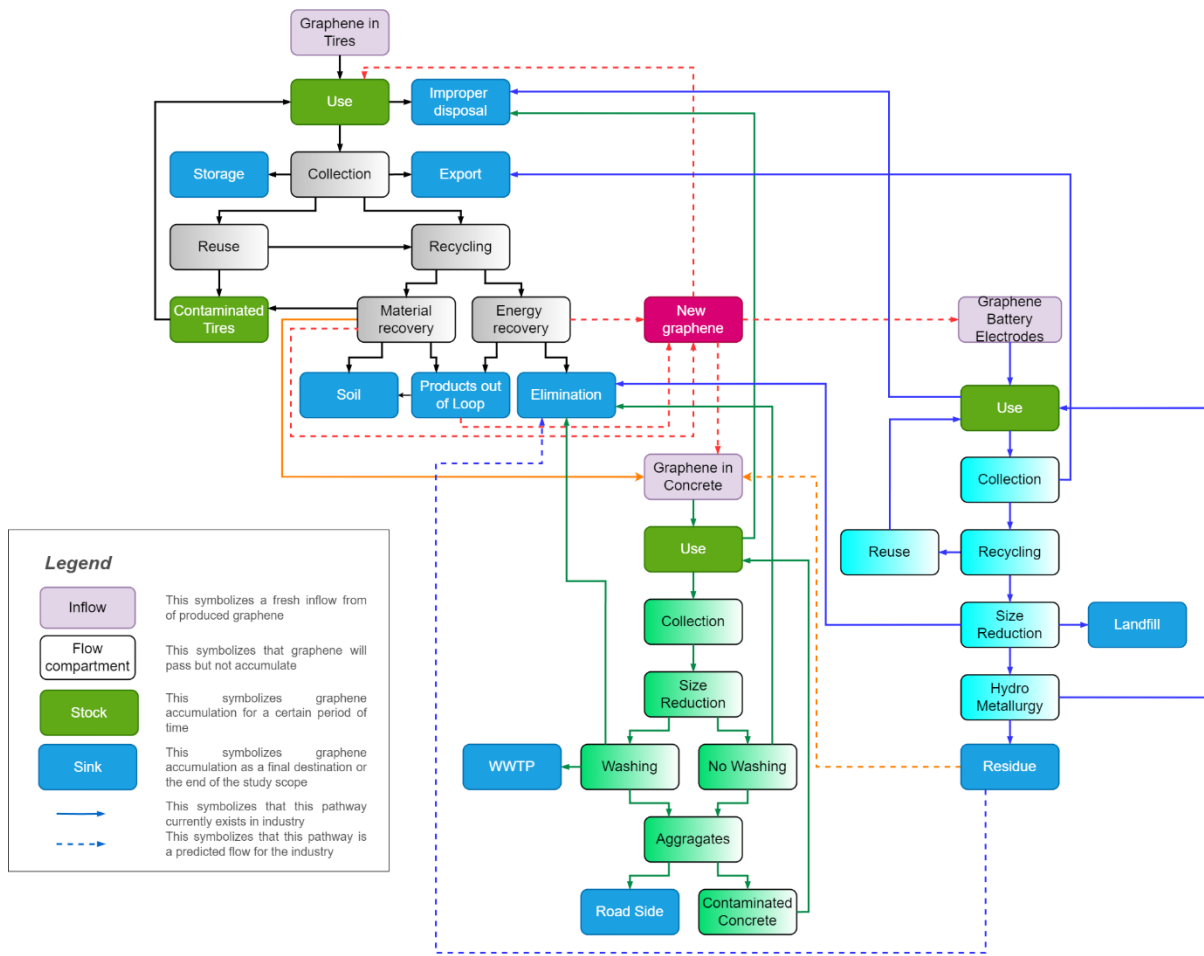 Graphene in
Tires
Use
Improper
disposal
Storage
Collection
Export
Reuse
Recycling
Contaminated
Tires
Material
recovery
Energy
recovery
New
graphene
Graphene
Battery
Electrodes
Soil
Products out
of Loop
Elimination
Use
Graphene in
Concrete
Collection
Use
Reuse
Recycling
Collection
Size
Reduction
Landfill
Size
Reduction
Hydro
Metallurgy
WWTP
Washing
No Washing
Residue
Aggragates
Road Side
Contaminated
Concrete
Legend
Inflow
This symbolizes a fresh inflow from
of produced graphene
Flow
compartment
This symbolizes that graphene will
pass but not accumulate
Stock
This symbolizes graphene
accumulation for a certain period of
time
Sink
This symbolizes graphene
accumulation as a final destination or
the end of the study scope
This symbolizes that this pathway
currently exists in industry
This symbolizes that this pathway is
a predicted flow for the industry